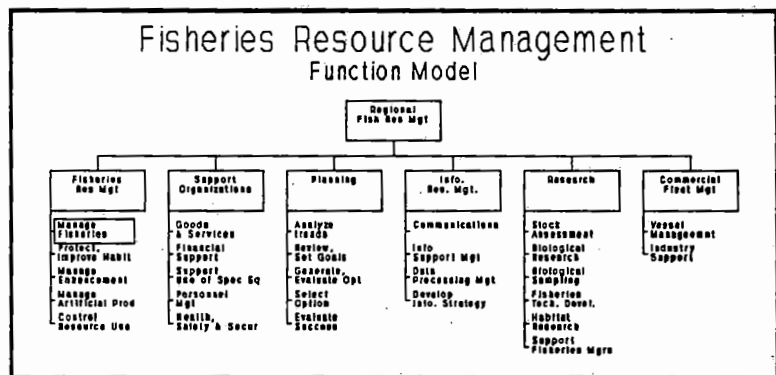 Fisheries Resource Management
Function Model
Regional
Fish Res Mgt
Fisheries
Res Mgt
Manage
Fisheries
Protect,
Improve Habit
Manage
Enhancement
Manage
Artificial Prod
Control
Resource Use
Support
Organizations
Goods
& Services
Financial
Support
Support
Use of Spec Eq
Personnel
Mgt
Health,
Safety & Secur
Planning
Analyze
trends
Review,
Set Goals
Generate,
Evaluate Opt
Select
Option
Evaluate
Success
Info.
Res. Mgt.
Communications
Info
Support Mgt
Data
Processing Mgt
Develop
Info. Strategy
Research
Stock
Assessment
Biological
Research
Biological
Sampling
Fisheries
Tech. Devel.
Habitat
Research
Support
Fisheries Mgrs
Commercial
Fleet Mgt
Vessel
Management
Industry
Support